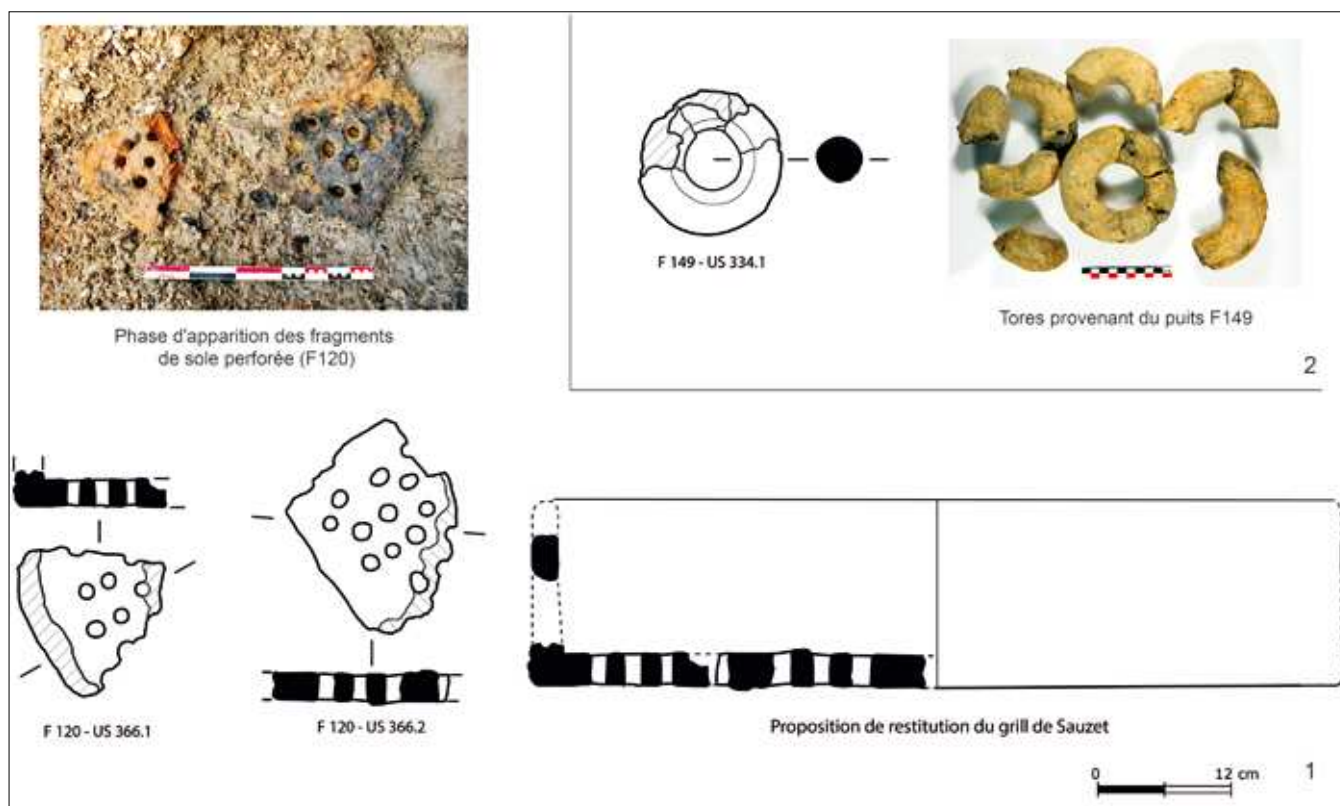 Phase d'apparition des fragments
de sole perforée (F120)
F 149 - US 334.1
Tores provenant du puits F149
2
F 120 - US 366.1
F 120 - US 366.2
Proposition de restitution du grill de Sauzet
0 12 cm
1